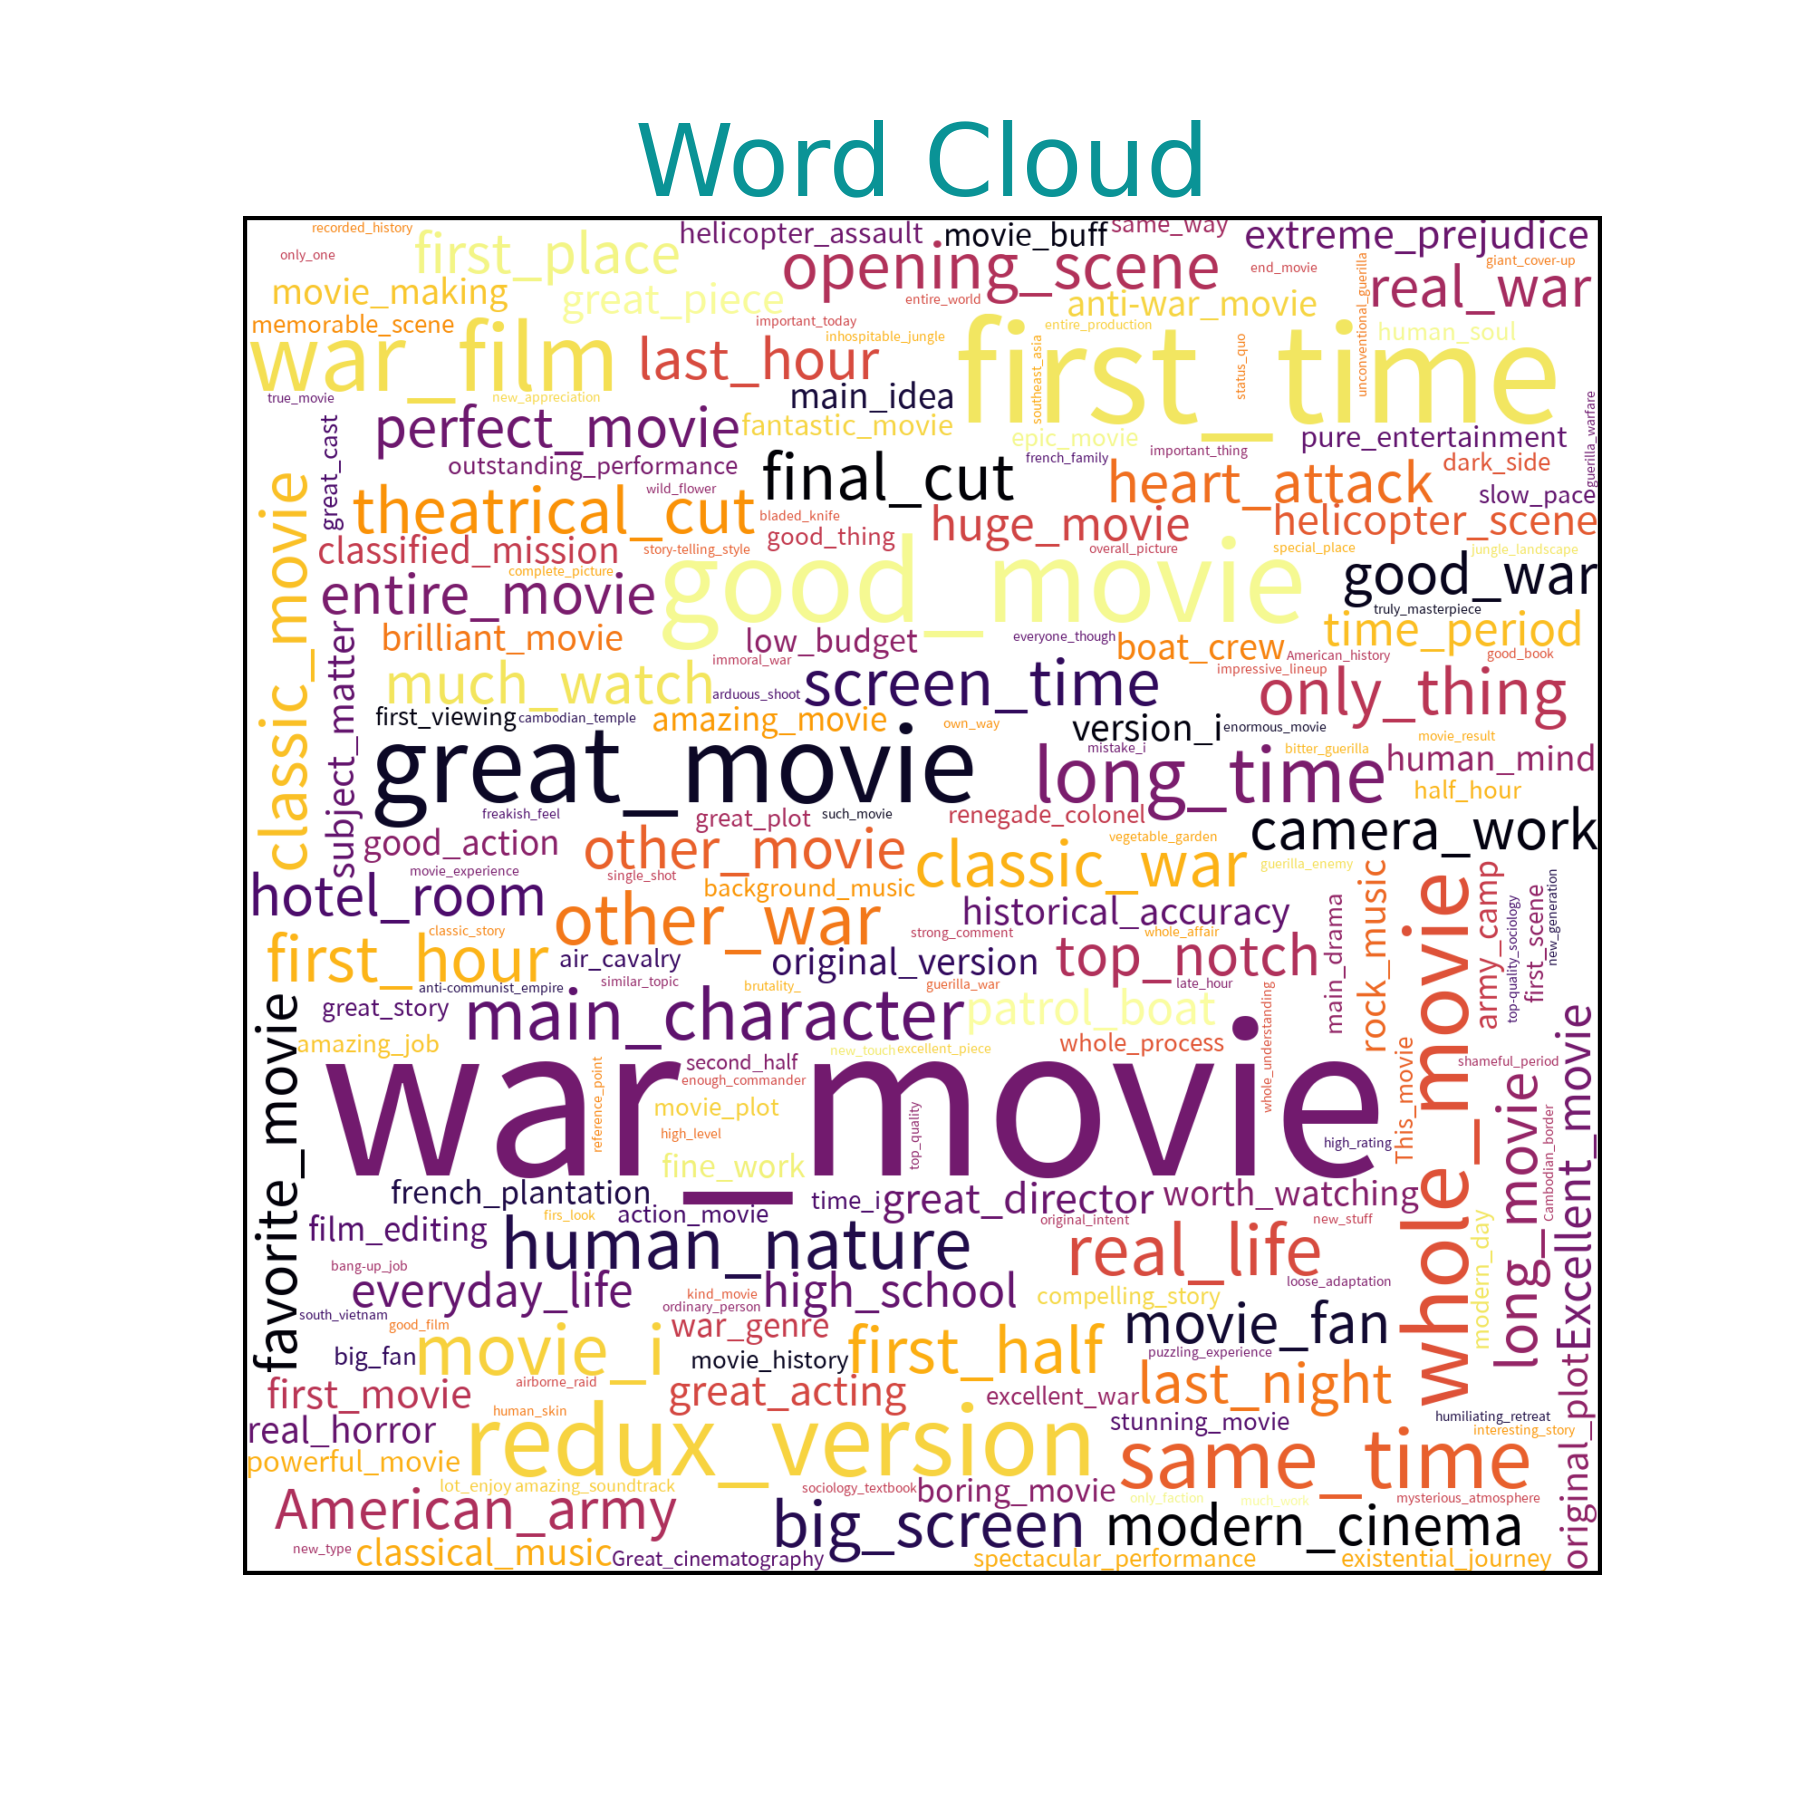 Word Cloud
recorded_history
only_one
first_place
helicopter_assault
movie_buff
same_way
extreme_prejudice
opening_scene
end_movie
giant_cover-up
movie_making
great_piece
entire_world
anti-war_movie
real_war
unconventional_guerilla
memorable_scene
important_today
inhospitable_jungle
entire_production
human_soul
war_film
last_hour
first_time
southeast_asia
status_quo
true_movie
new_appreciation
main_idea
guerilla_warfare
great_cast
perfect_movie
fantastic_movie
epic_movie
pure_entertainment
important_thing
outstanding_performance
french_family
dark_side
final_cut
heart_attack
slow_pace
wild_flower
theatrical_cut
bladed_knife
huge_movie
helicopter_scene
classic_movie
classified_mission
story-telling_style
good_thing
overall_picture
special_place
jungle_landscape
complete_picture
good_movie
good_war
entire_movie
truly_masterpiece
brilliant_movie
low_budget
everyone_though
boat_crew
time_period
American_history
good_book
subject_matter
immoral_war
impressive_lineup
much_watch
arduous_shoot
screen_time
only_thing
first_viewing
cambodian_temple
amazing_movie
own_way
version_i
enormous_movie
movie_result
great_movie
mistake_i
bitter_guerilla
human_mind
long_time
half_hour
freakish_feel
great_plot
such_movie
renegade_colonel
camera_work
good_action
other_movie
vegetable_garden
classic_war
guerilla_enemy
movie_experience
single_shot
background_music
hotel_room
other_war
historical_accuracy
main_drama
rock_music
whole_movie
army_camp
top-quality_sociology
first_scene
new_generation
classic_story
strong_comment
whole_affair
first_hour
air_cavalry
original_version
top_notch
anti-communist_empire
similar_topic
brutality_
guerilla_war
late_hour
great_story
main_character
patrol_boat
whole_understanding
favorite_movie
amazing_job
new_touch
excellent_piece
whole_process
This_movie
shameful_period
second_half
war_movie
reference_point
enough_commander
movie_plot
top_quality
high_level
high_rating
long_movie
Cambodian_border
Excellent_movie
fine_work
french_plantation
time_i
great_director
worth_watching
firs_look
action_movie
original_intent
new_stuff
film_editing
human_nature
real_life
modern_day
bang-up_job
everyday_life
kind_movie
high_school
loose_adaptation
ordinary_person
compelling_story
south_vietnam
good_film
war_genre
movie_fan
big_fan
movie_i
movie_history
first_half
puzzling_experience
first_movie
airborne_raid
great_acting
excellent_war
last_night
original_plot
human_skin
real_horror
redux_version
stunning_movie
humiliating_retreat
interesting_story
powerful_movie
same_time
lot_enjoy
amazing_soundtrack
sociology_textbook
boring_movie
only_faction
much_work
mysterious_atmosphere
American_army
big_screen
modern_cinema
new_type
classical_music
Great_cinematography
spectacular_performance
existential_journey